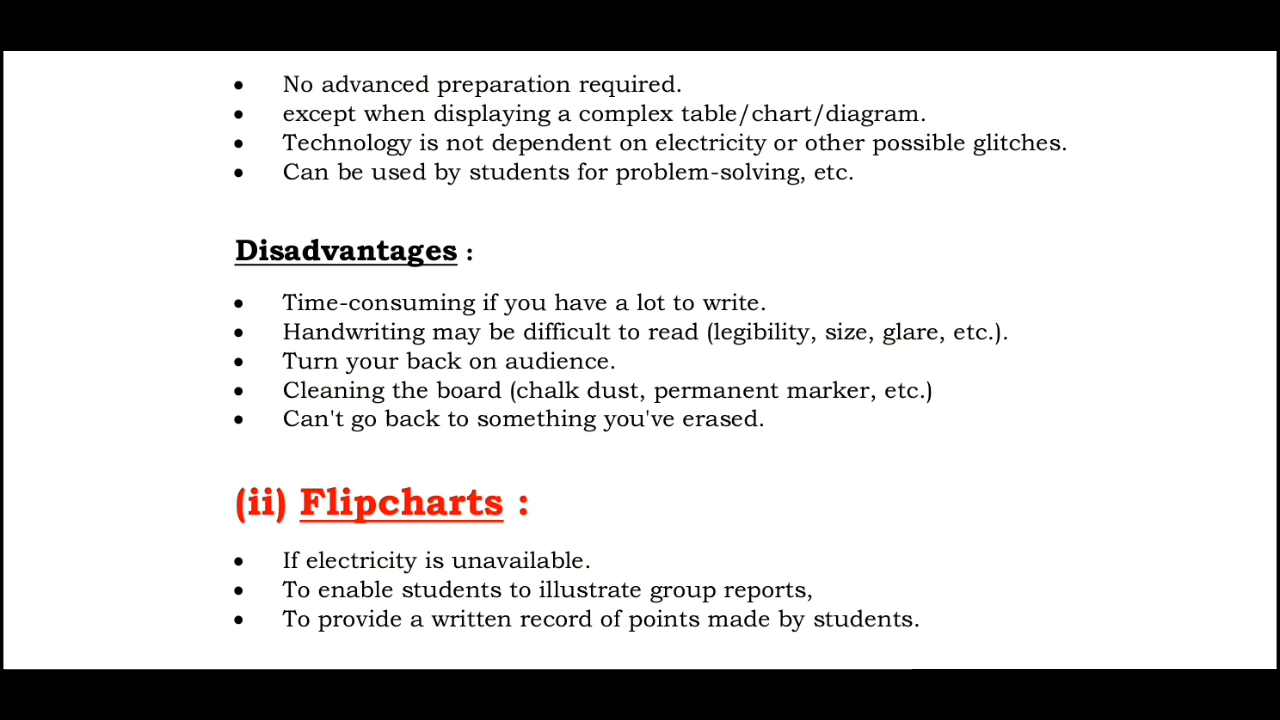 • No advanced preparation required.
• except when displaying a complex table/chart/diagram.
• Technology is not dependent on electricity or other possible glitches.
• Can be used by students for problem-solving, etc.
Disadvantages :
• Time-consuming if you have a lot to write.
• Handwriting may be difficult to read (legibility, size, glare, etc.).
• Turn your back on audience.
• Cleaning the board (chalk dust, permanent marker, etc.)
• Can't go back to something you've erased.
(ii) Flipcharts :
• If electricity is unavailable.
• To enable students to illustrate group reports,
• To provide a written record of points made by students.